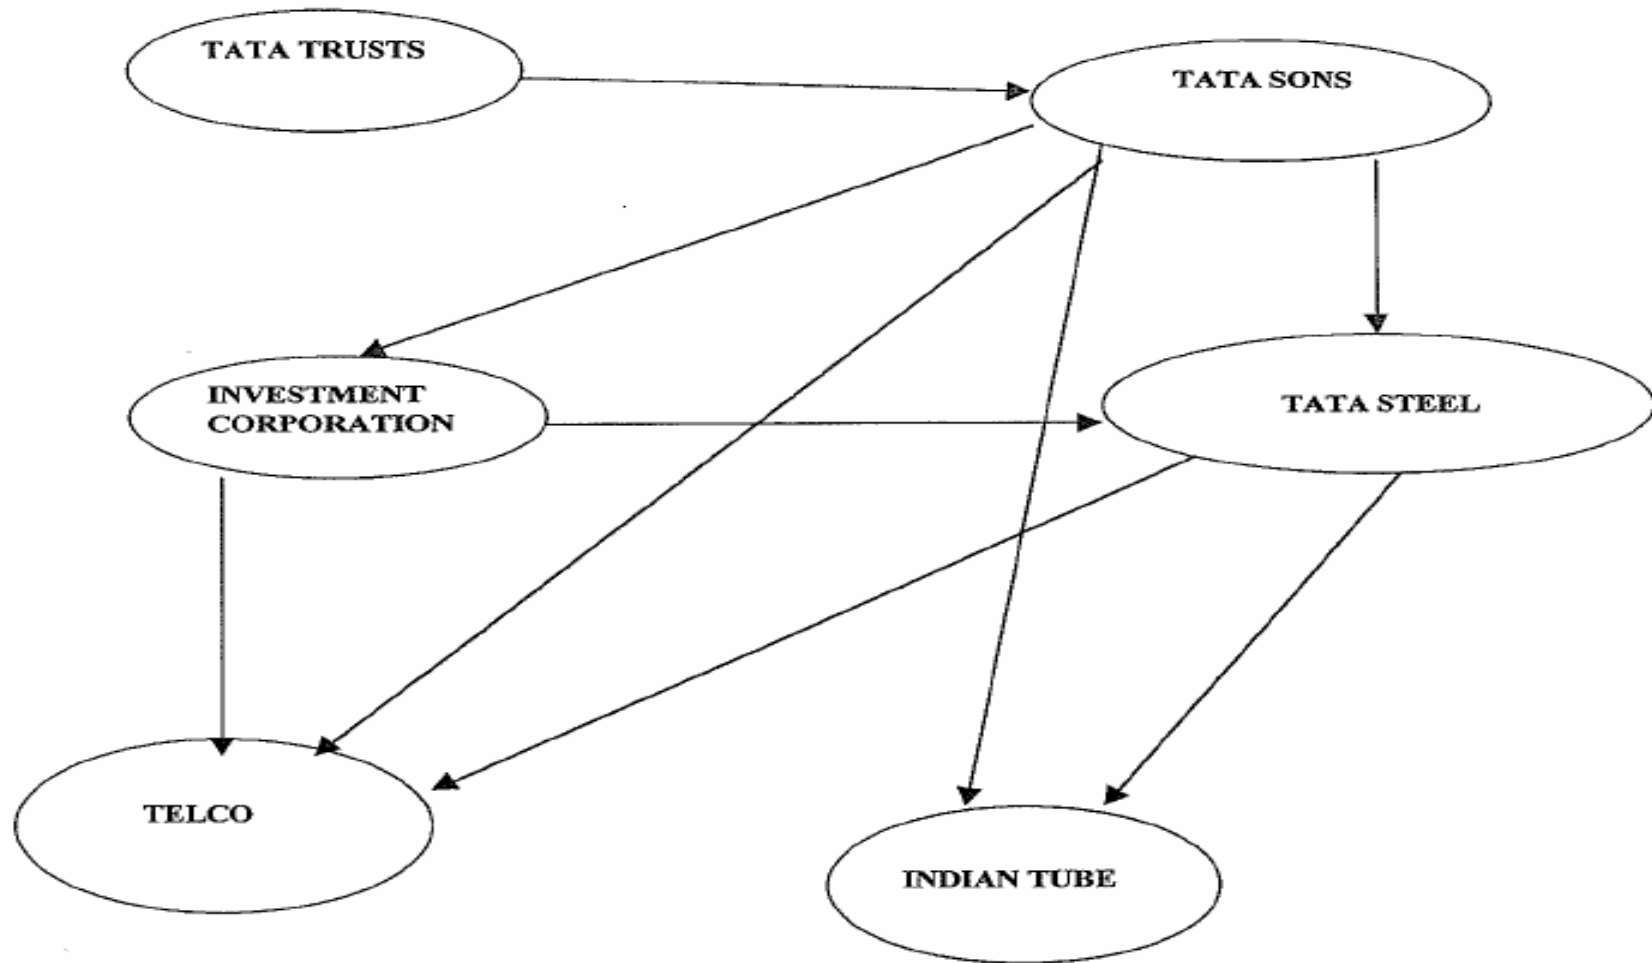 TATA TRUSTS
TATA SONS
INVESTMENT
CORPORATION
TATA STEEL
TELCO
INDIAN TUBE